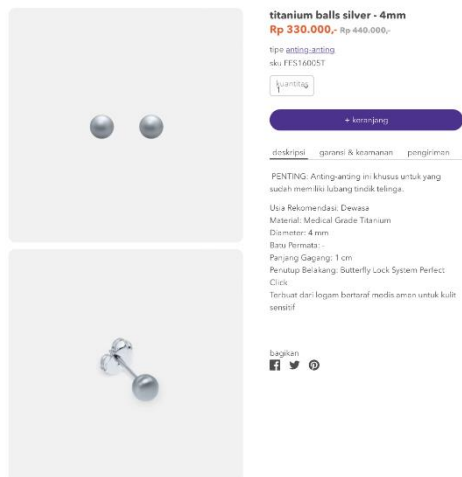 titanium balls silver - 4mm
Rp 330.000,- Rp 440.000,-
tipe anting-anting
sku FES16005T
kuantitas
1
+ keranjang
deskripsi garansi & keamanan pengiriman
PENTING: Anting-anting ini khusus untuk yang
sudah memiliki lubang tindik telinga.
Usia Rekomendasi: Dewasa
Material: Medical Grade Titanium
Diameter: 4 mm
Batu Permata: -
Panjang Gagang: 1 cm
Penutup Belakang: Butterfly Lock System Perfect
Click
Terbuat dari logam bertaraf medis aman untuk kulit
sensitif
bagikan